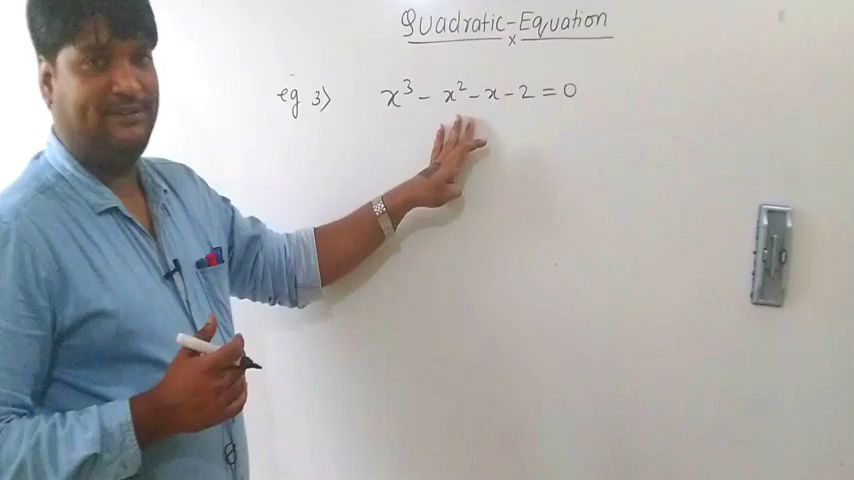 Quadratic-Equation
x
eg 3> x³ - x² - x - 2 = 0